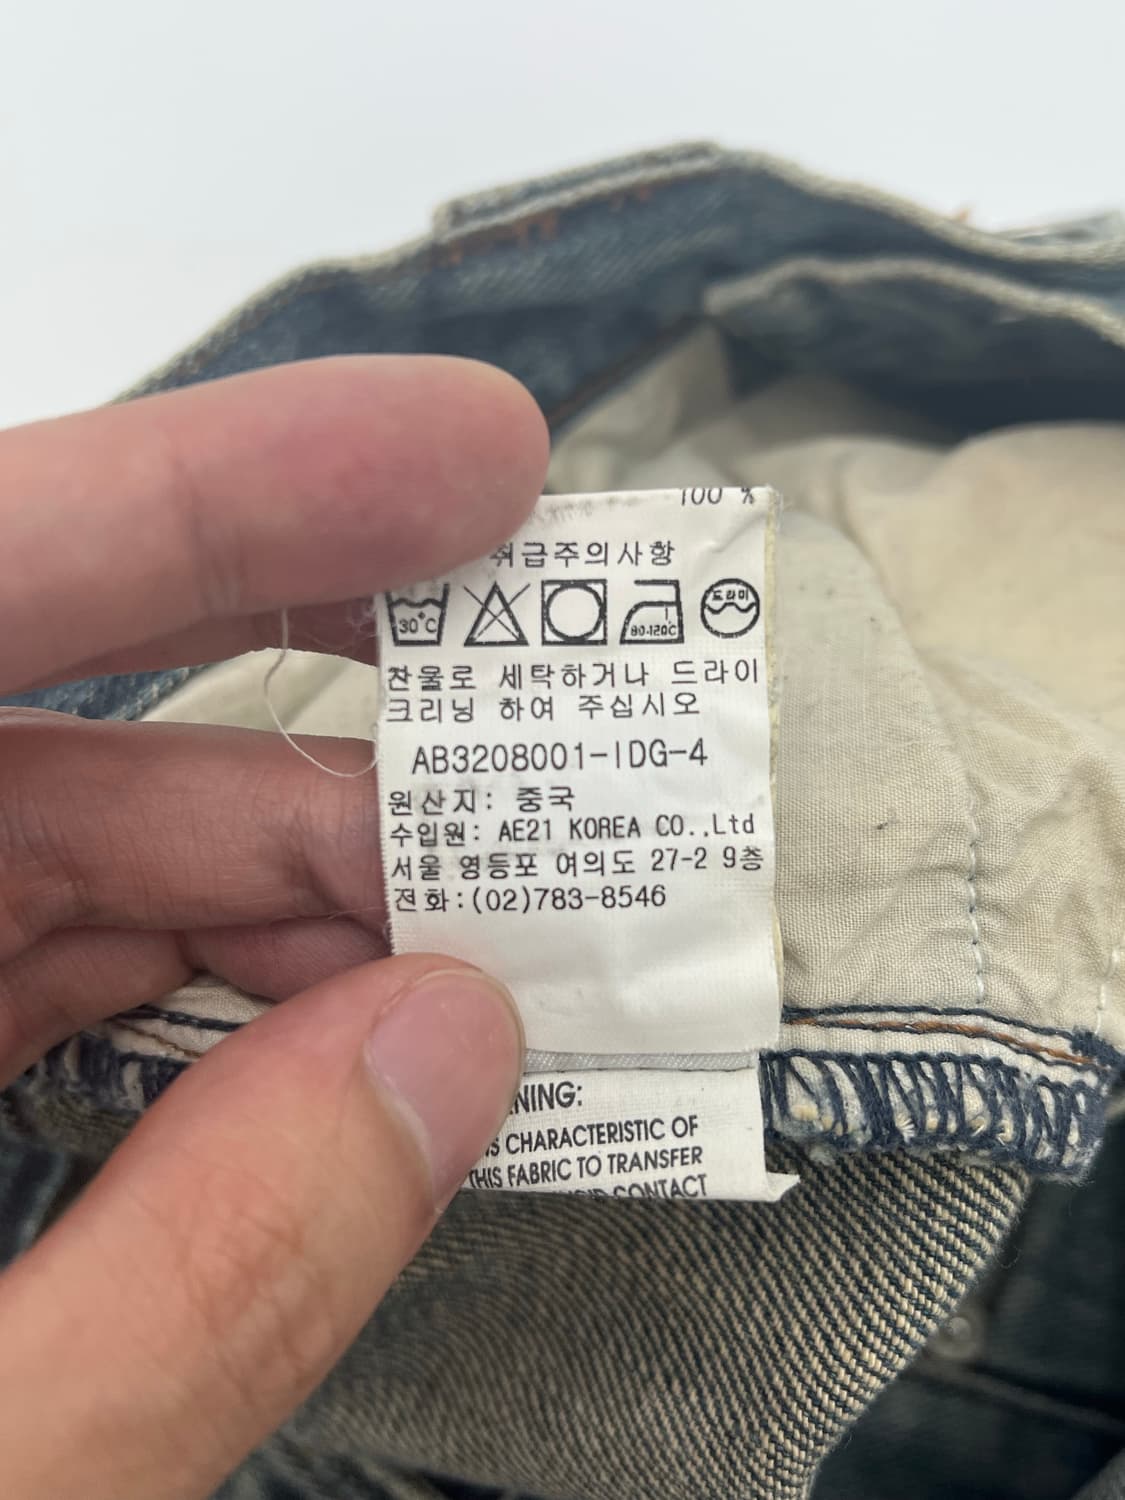 100 %
취급주의사항
30°C
80-120°C
드라이
찬물로 세탁하거나 드라이
크리닝 하여 주십시오
AB3208001-IDG-4
원산지: 중국
수입원: AE21 KOREA CO.,Ltd
서울 영등포 여의도 27-2 9층
전화:(02)783-8546
CHARACTERISTIC OF
THIS FABRIC TO TRANSFER
CONTACT